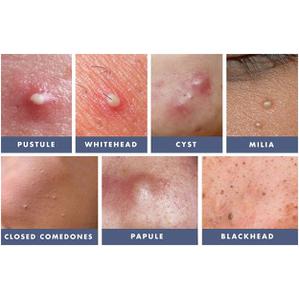 PUSTULE
WHITEHEAD
CYST
MILIA
CLOSED COMEDONES
PAPULE
BLACKHEAD